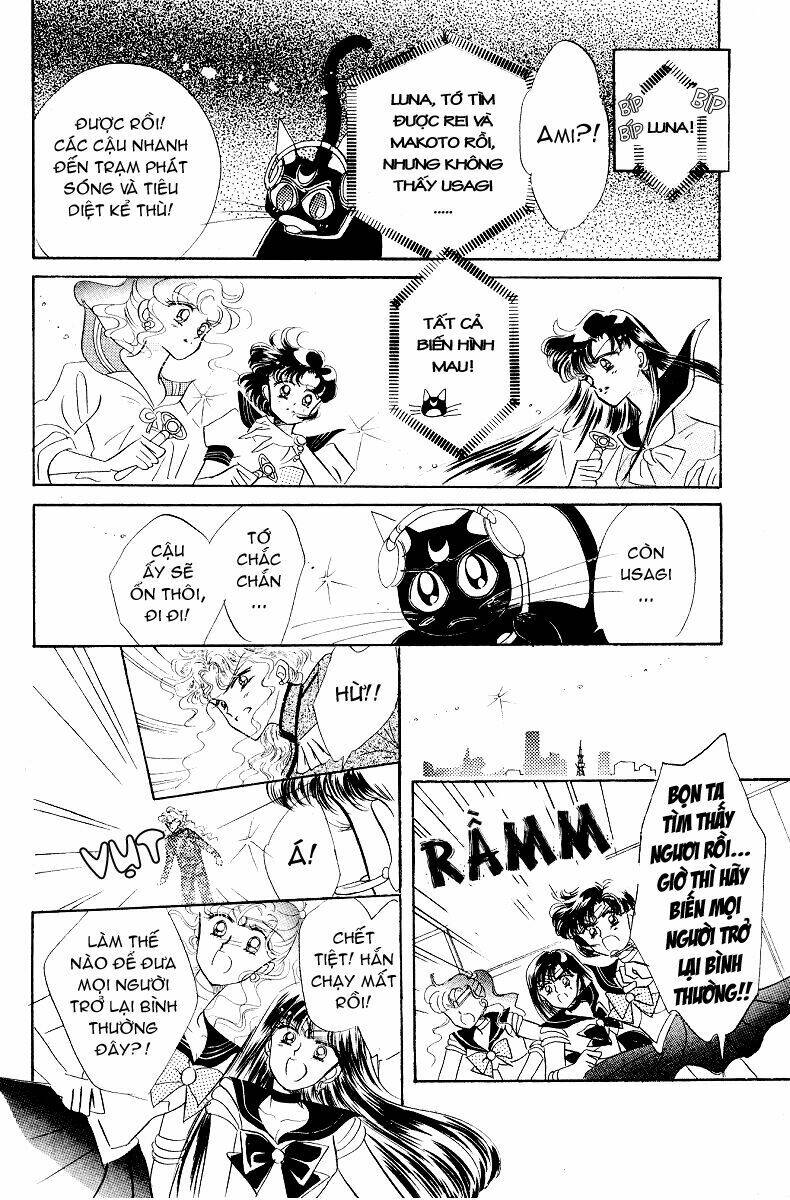 BÍP
BÍP
BÍP
LUNA!
AMI?!
LUNA, TỚ TÌM
ĐƯỢC REI VÀ
MAKOTO RỒI,
NHƯNG KHÔNG
THẤY USAGI
.....
ĐƯỢC RỒI!
CÁC CẬU NHANH
ĐẾN TRẠM PHÁT
SÓNG VÀ TIÊU
DIỆT KẺ THÙ!
TẤT CẢ
BIẾN HÌNH
MAU!
CÒN
USAGI
...
TỚ
CHẮC
CHẮN
...
CẬU
ẤY SẼ
ỔN THÔI,
ĐI ĐI!
BỌN TA
TÌM THẤY
NGƯƠI RỒI...
GIỜ THÌ HÃY
BIẾN MỌI
NGƯỜI TRỞ
LẠI BÌNH
THƯỜNG!!
RẦMM
HỪ!!
Á!
VỤT
CHẾT
TIỆT! HẮN
CHẠY MẤT
RỒI!
LÀM THẾ
NÀO ĐỂ ĐƯA
MỌI NGƯỜI
TRỞ LẠI BÌNH
THƯỜNG
ĐÂY?!